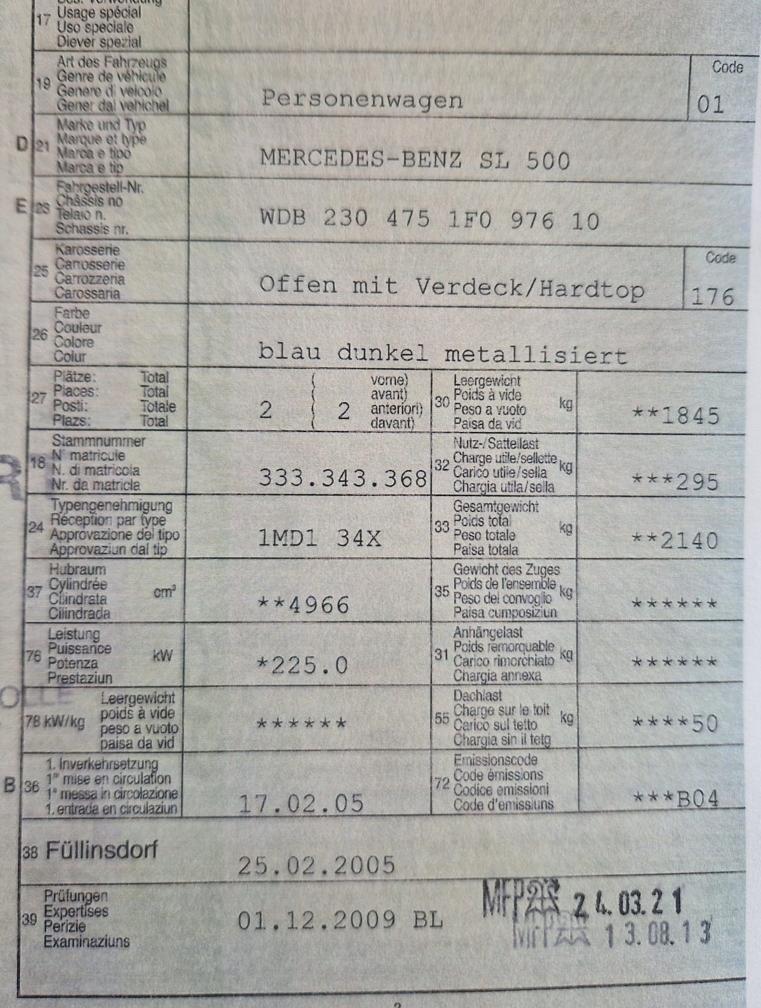 17 Usage spécial
Uso speciale
Diever spezial
Art des Fahrzeugs
19 Genre de véhicule
Genere di veicolo
Gener dal vehichel
Personenwagen
Code
01
Marke und Typ
D 21 Marque et type
Marca e tipo
Marca e tip
MERCEDES-BENZ SL 500
Fahrgestell-Nr.
E 23 Châssis no
Telaio n.
Schassis nr.
WDB 230 475 1F0 976 10
Karosserie
25 Carrosserie
Carrozzeria
Carossaria
Offen mit Verdeck/Hardtop
Code
176
Farbe
26 Couleur
Colore
Colur
blau dunkel metallisiert
Plätze: Total
27 Places: Total
Posti: Totale
Plazs: Total
2 ( 2 vorne)
avant)
anteriori)
davant)
Leergewicht
30 Poids à vide kg
Peso a vuoto
Paisa da vid
**1845
Stammnummer
18 N° matricule
N. di matricola
Nr. da matricla
333.343.368
Nutz-/Sattellast
32 Charge utile/sellette kg
Carico utile/sella
Chargia utila/sella
***295
Typengenehmigung
24 Réception par type
Approvazione del tipo
Approvaziun dal tip
1MD1 34X
Gesamtgewicht
33 Poids total kg
Peso totale
Paisa totala
**2140
Hubraum
37 Cylindrée cm³
Cilindrata
Cilindrada
**4966
Gewicht des Zuges
35 Poids de l'ensemble kg
Peso del convoglio
Paisa cumposiziun
******
Leistung
76 Puissance kW
Potenza
Prestaziun
*225.0
Anhängelast
31 Poids remorquable kg
Carico rimorchiato
Chargia annexa
******
Leergewicht
78 kW/kg poids à vide
peso a vuoto
paisa da vid
******
Dachlast
55 Charge sur le toit kg
Carico sul tetto
Chargia sin il tetg
****50
1. Inverkehrsetzung
B 36 1re mise en circulation
1a messa in circolazione
1. entrada en circulaziun
17.02.05
Emissionscode
72 Code émissions
Codice emissioni
Code d'emissiuns
***B04
38 Füllinsdorf
25.02.2005
Prüfungen
39 Expertises
Perizie
Examinaziuns
01.12.2009 BL
MFP 24.03.21
MFP 13.08.13